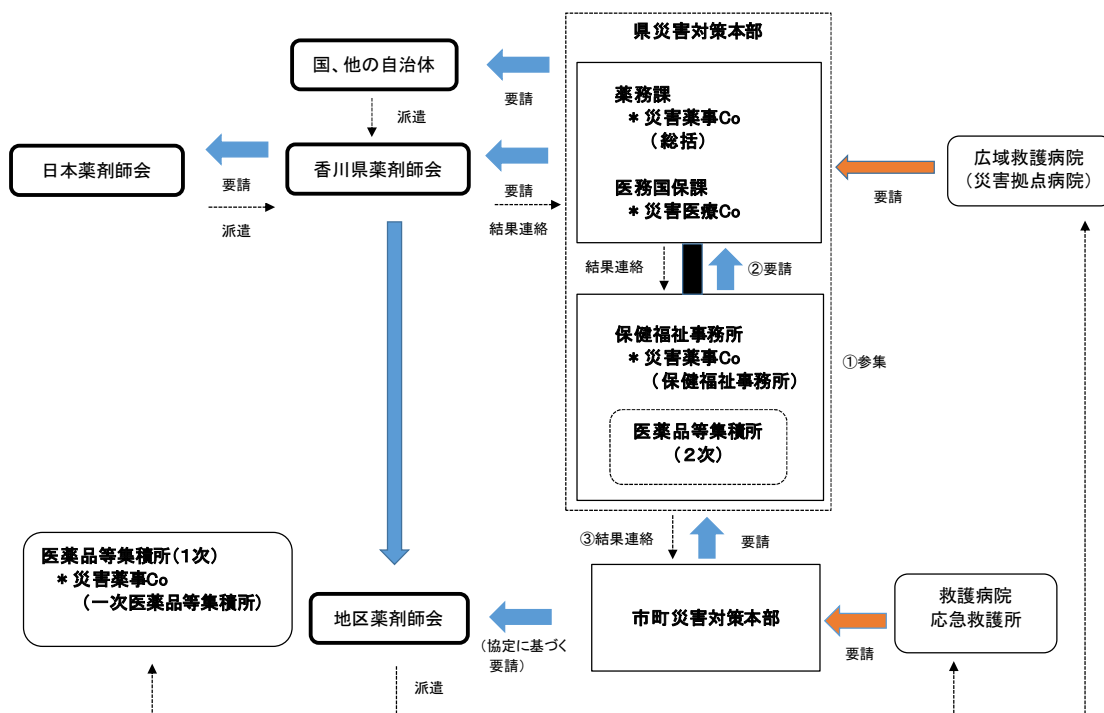 県災害対策本部
国、他の自治体
要請
派遣
薬務課
＊災害薬事Co
（総括）
医務国保課
＊災害医療Co
日本薬剤師会
要請
派遣
香川県薬剤師会
要請
結果連絡
要請
広域救護病院
（災害拠点病院）
結果連絡
②要請
保健福祉事務所
＊災害薬事Co
（保健福祉事務所）
①参集
医薬品等集積所
（２次）
③結果連絡
要請
医薬品等集積所（１次）
＊災害薬事Co
（一次医薬品等集積所）
地区薬剤師会
（協定に基づく
要請）
市町災害対策本部
要請
救護病院
応急救護所
派遣